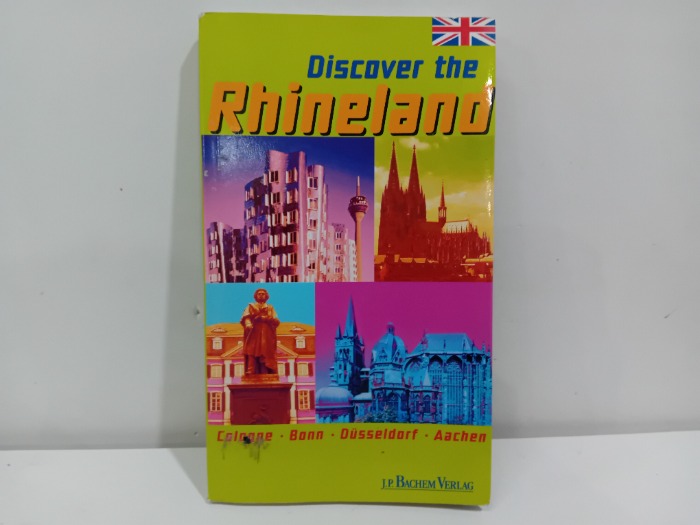 Discover the
Rhineland
Cologne · Bonn · Düsseldorf · Aachen
J.P. BACHEM VERLAG